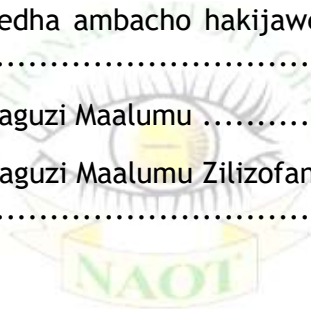 edha ambacho hakijawe
..............................
aguzi Maalumu ..........
aguzi Maalumu Zilizofan
..............................
NAOT